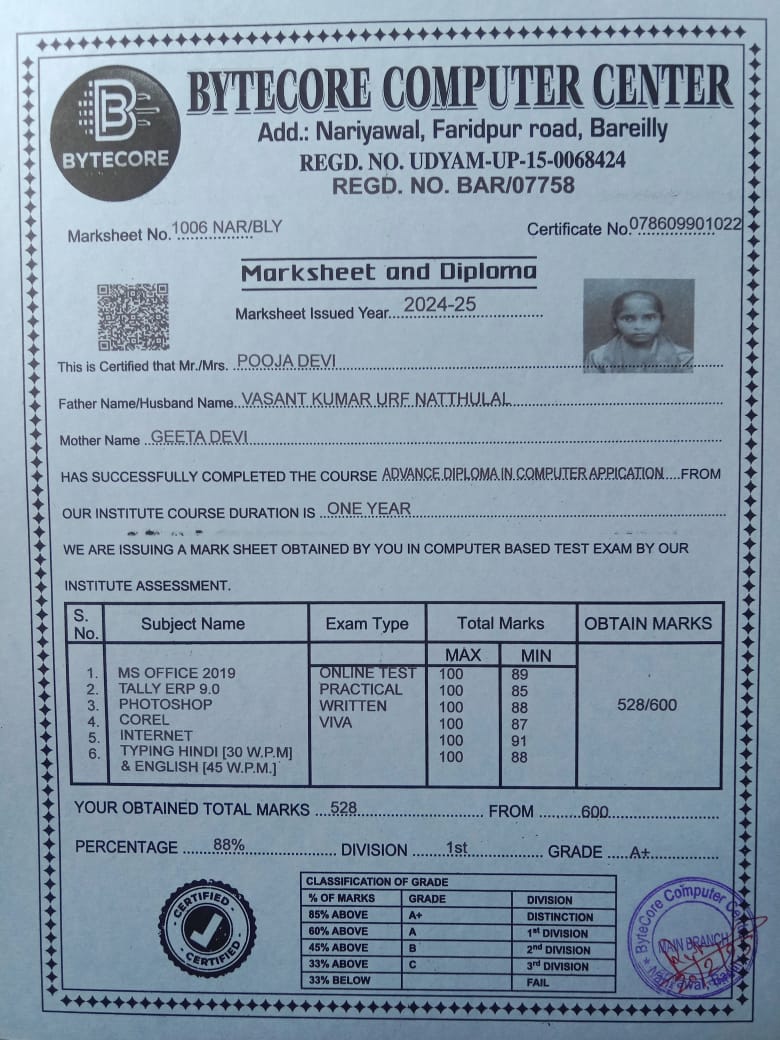 BYTECORE COMPUTER CENTER
BYTECORE
Add.: Nariyawal, Faridpur road, Bareilly
REGD. NO. UDYAM-UP-15-0068424
REGD. NO. BAR/07758
Marksheet No. 1006 NAR/BLY Certificate No. 078609901022
Marksheet and Diploma
Marksheet Issued Year... 2024-25
This is Certified that Mr./Mrs. POOJA DEVI
Father Name/Husband Name. VASANT KUMAR URF NATTHULAL
Mother Name GEETA DEVI
HAS SUCCESSFULLY COMPLETED THE COURSE ADVANCE DIPLOMA IN COMPUTER APPICATION FROM
OUR INSTITUTE COURSE DURATION IS ONE YEAR
WE ARE ISSUING A MARK SHEET OBTAINED BY YOU IN COMPUTER BASED TEST EXAM BY OUR
INSTITUTE ASSESSMENT.
S. No. Subject Name Exam Type Total Marks OBTAIN MARKS
MAX MIN
1. MS OFFICE 2019 ONLINE TEST 100 89
2. TALLY ERP 9.0 PRACTICAL 100 85
3. PHOTOSHOP WRITTEN 100 88 528/600
4. COREL VIVA 100 87
5. INTERNET 100 91
6. TYPING HINDI [30 W.P.M] 100 88
& ENGLISH [45 W.P.M.]
YOUR OBTAINED TOTAL MARKS 528 FROM 600
PERCENTAGE 88% DIVISION 1st GRADE A+
CERTIFIED
CERTIFIED
CLASSIFICATION OF GRADE
% OF MARKS GRADE DIVISION
85% ABOVE A+ DISTINCTION
60% ABOVE A 1st DIVISION
45% ABOVE B 2nd DIVISION
33% ABOVE C 3rd DIVISION
33% BELOW FAIL
ByteCore Computer
MAIN BRANCH